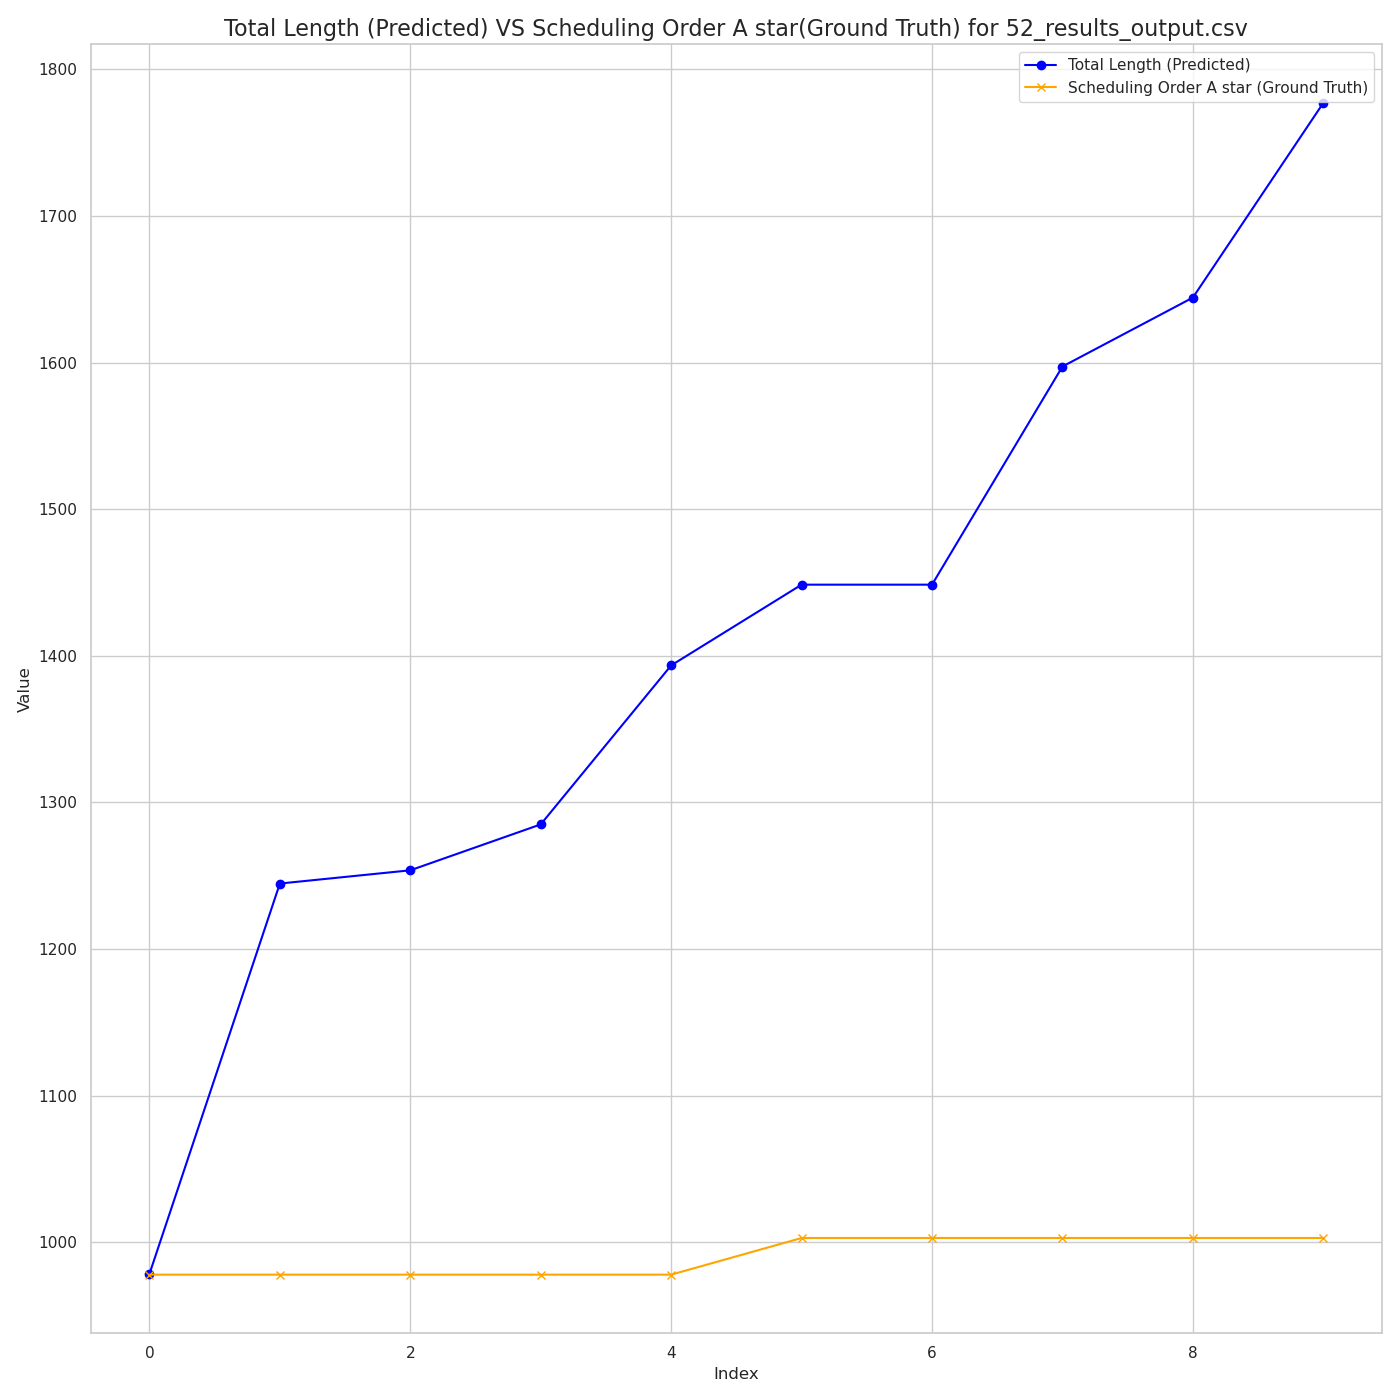 Total Length (Predicted) VS Scheduling Order A star(Ground Truth) for 52_results_output.csv
Total Length (Predicted)
Scheduling Order A star (Ground Truth)
1800
1700
1600
1500
1400
1300
1200
1100
1000
Value
0 2 4 6 8
Index